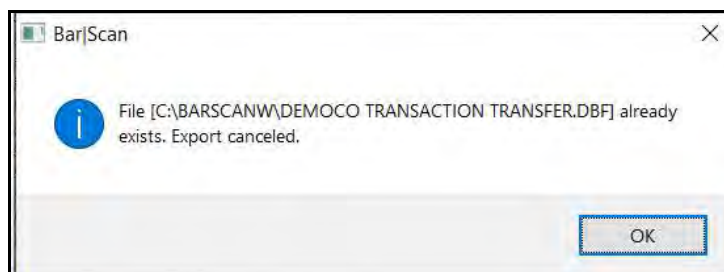 Bar|Scan
File [C:\BARSCANW\DEMOCO TRANSACTION TRANSFER.DBF] already
exists. Export canceled.
OK